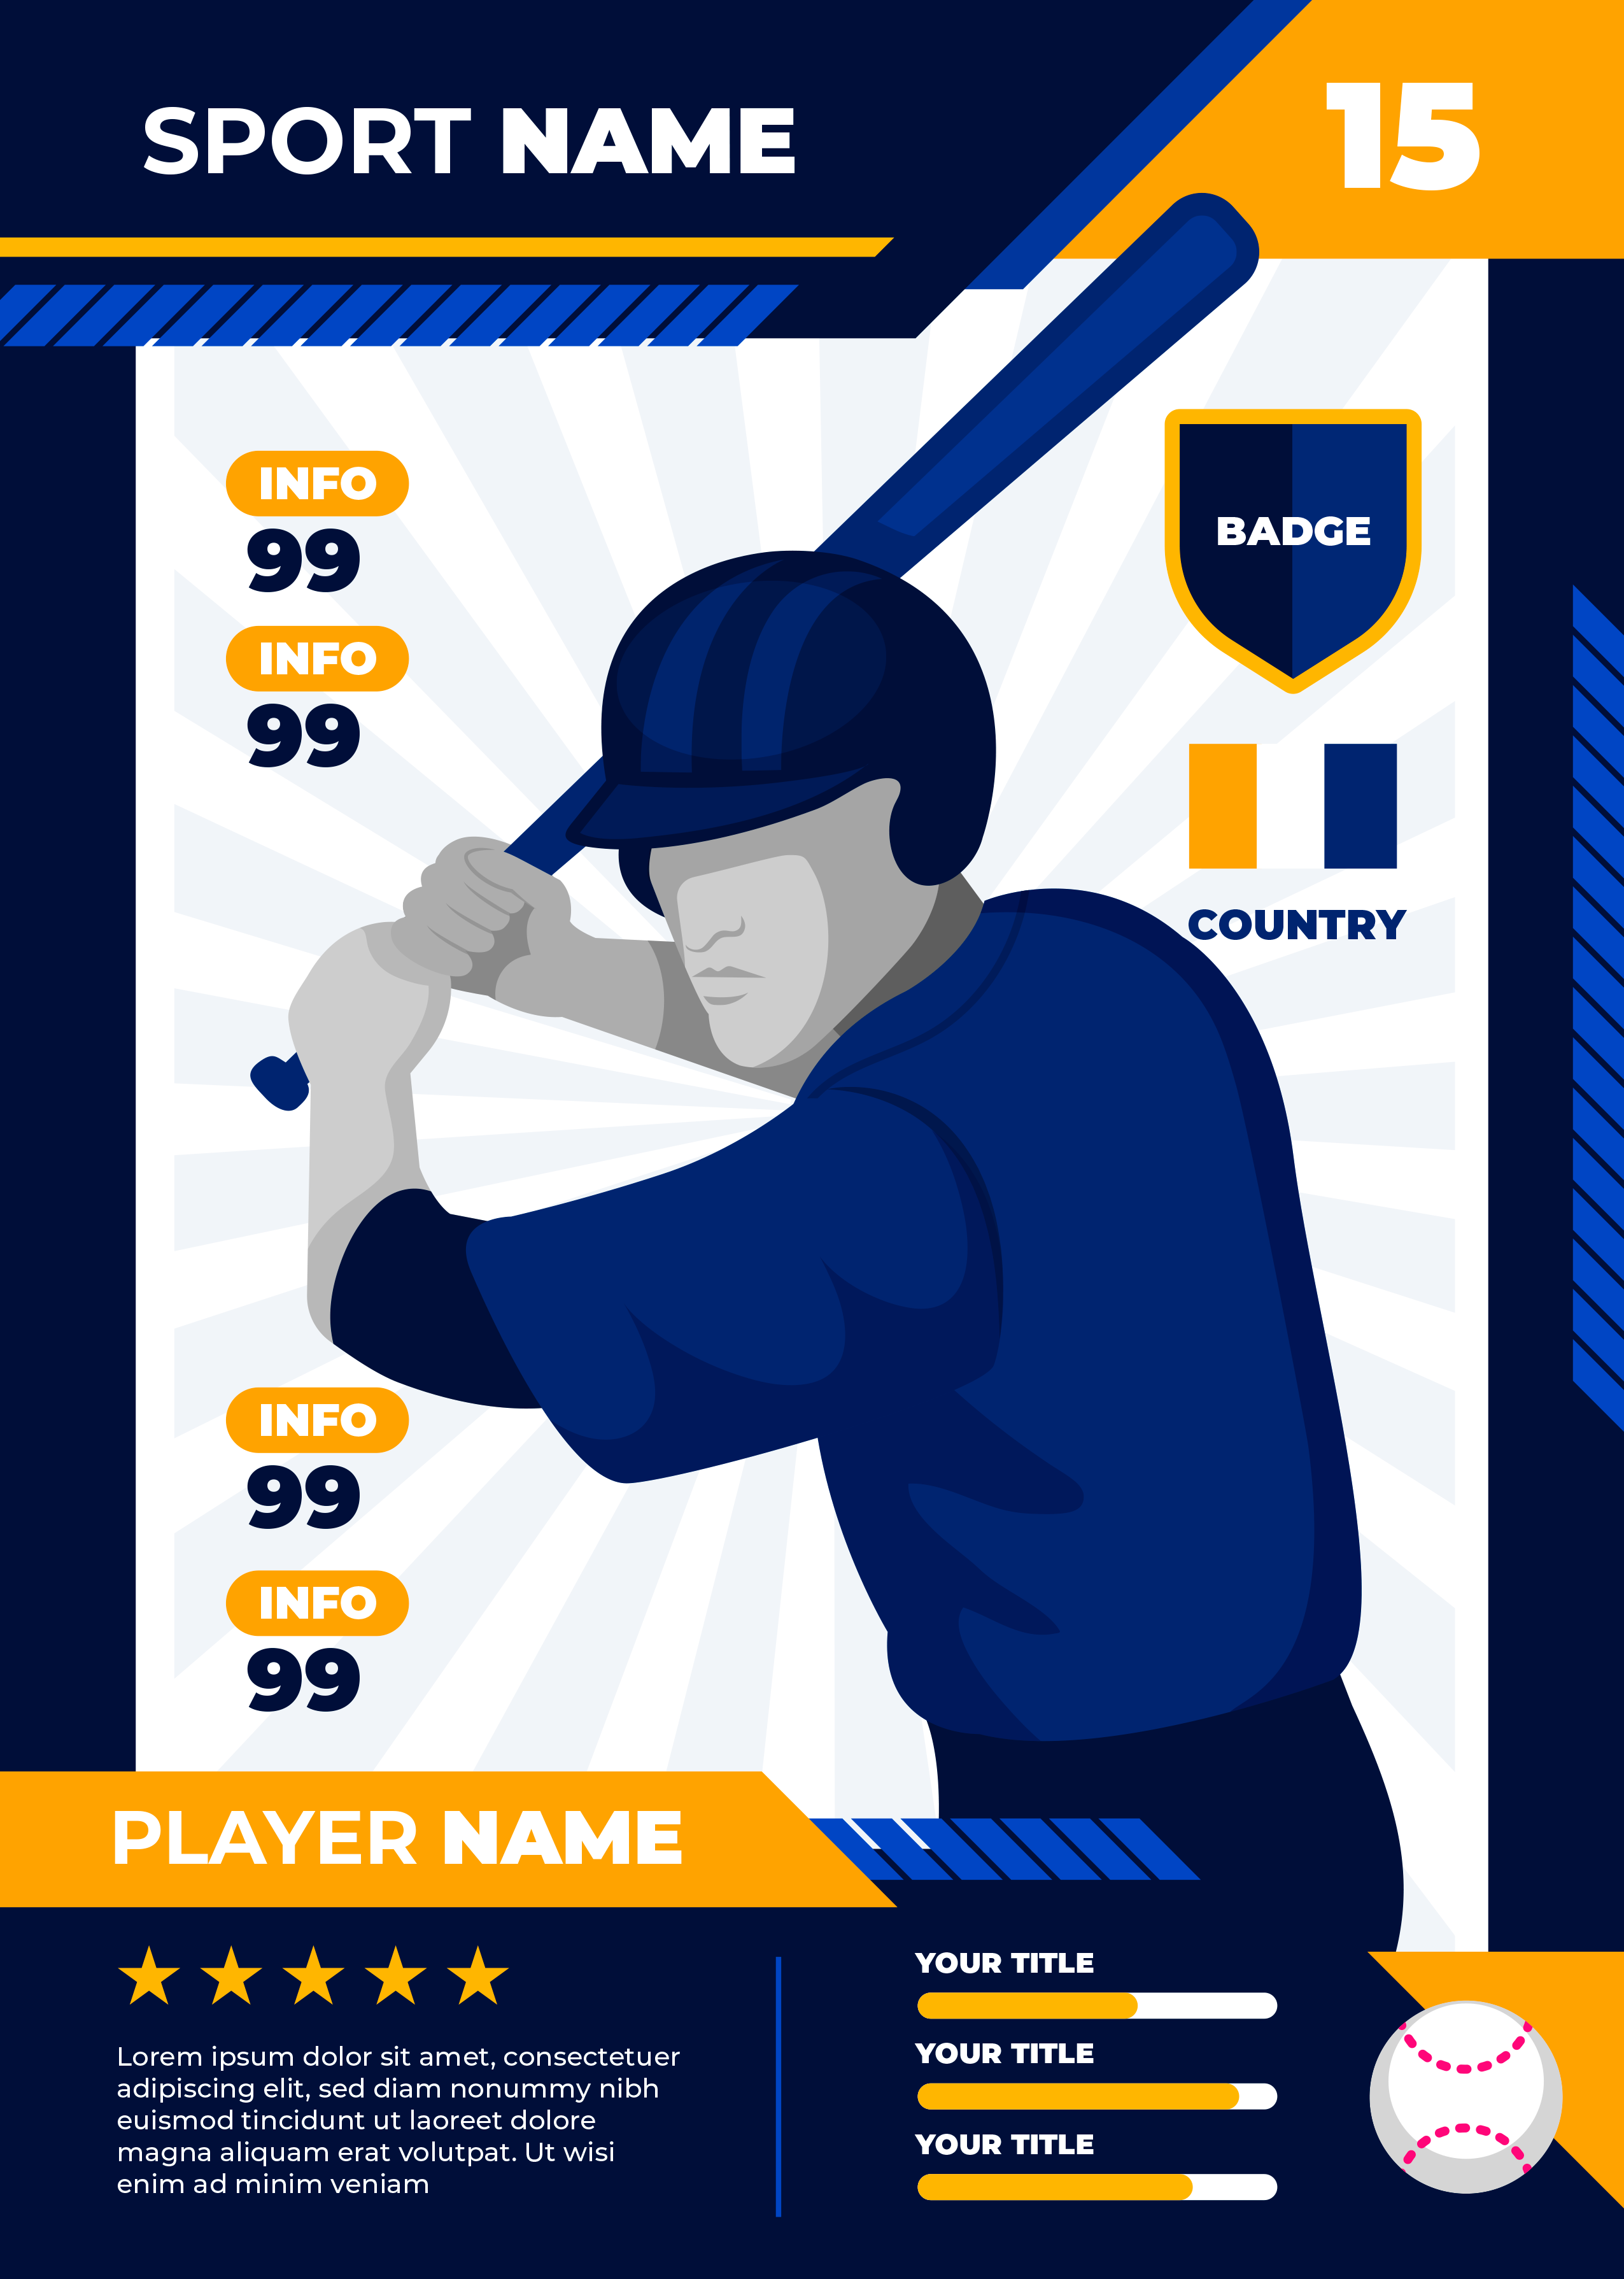 SPORT NAME
15
INFO
99
INFO
99
BADGE
COUNTRY
INFO
99
INFO
99
PLAYER NAME
Lorem ipsum dolor sit amet, consectetuer
adipiscing elit, sed diam nonummy nibh
euismod tincidunt ut laoreet dolore
magna aliquam erat volutpat. Ut wisi
enim ad minim veniam
YOUR TITLE
YOUR TITLE
YOUR TITLE